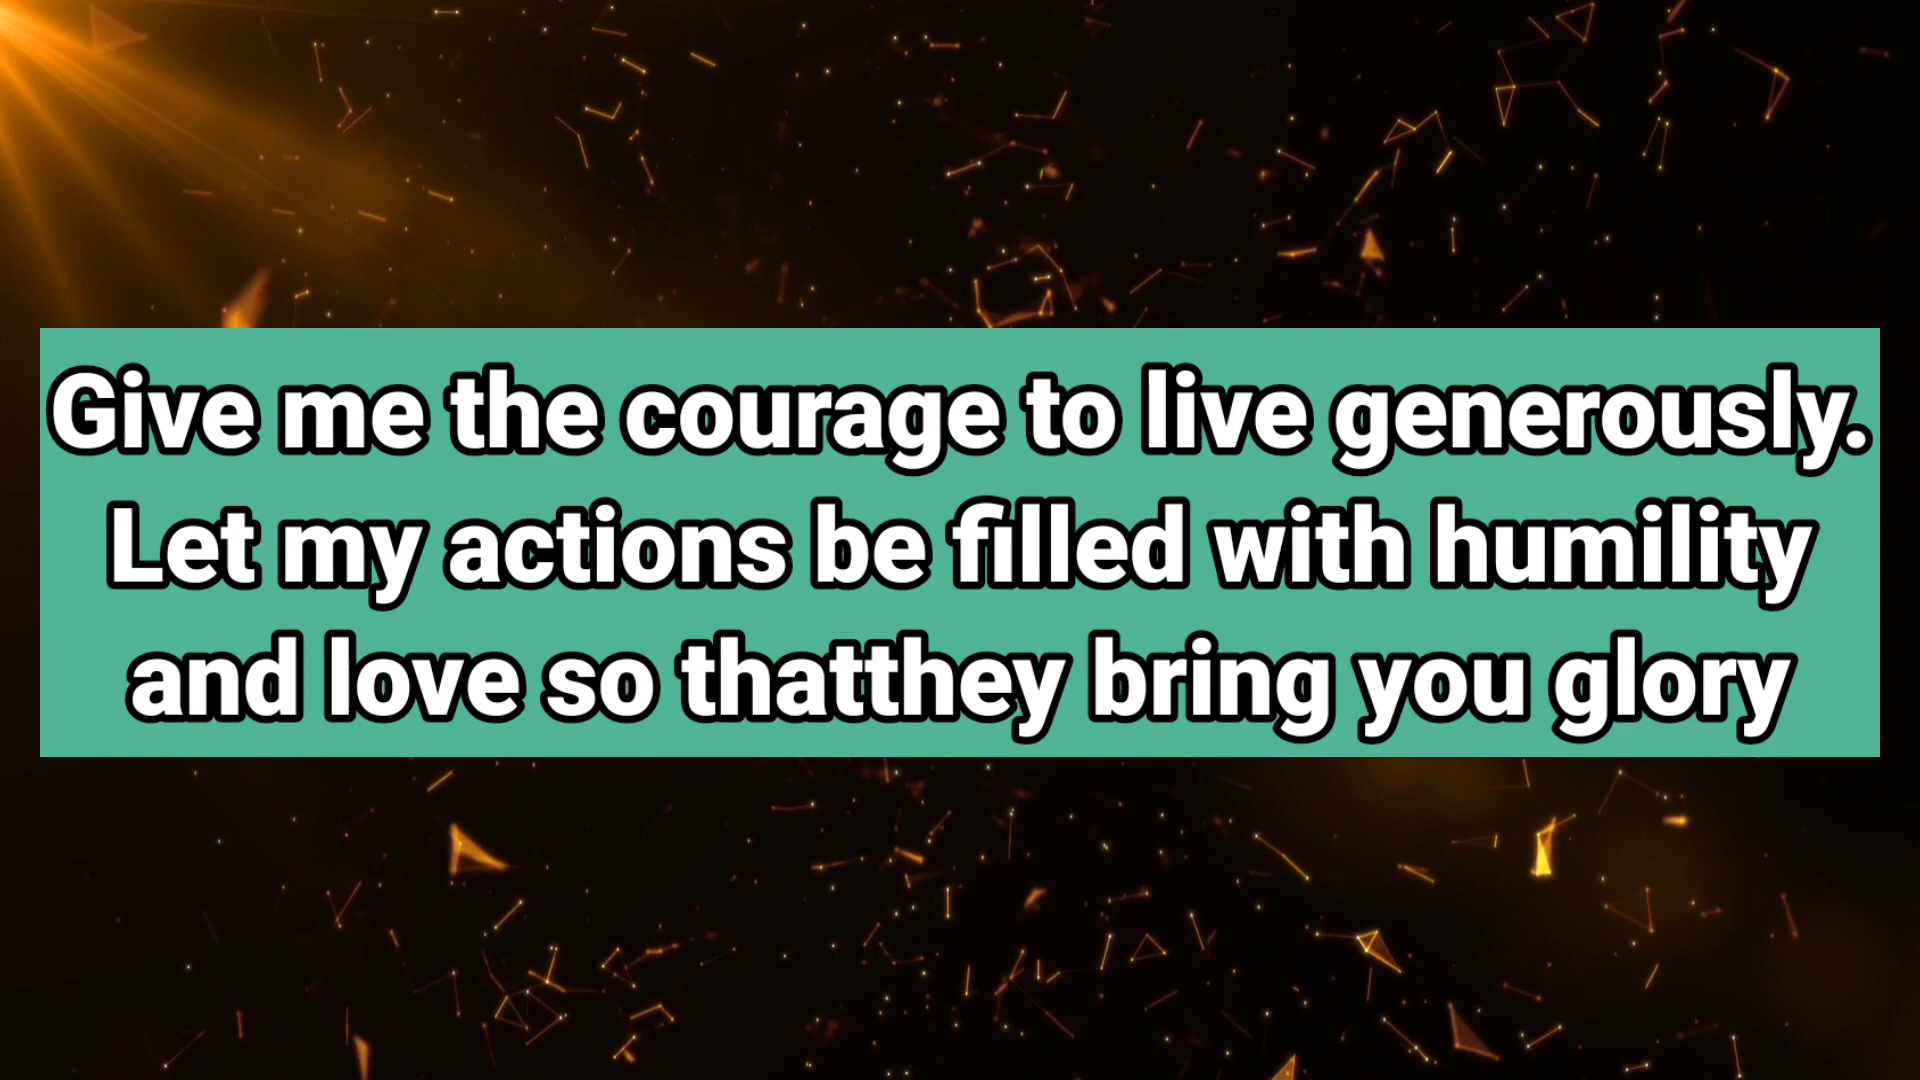 Give me the courage to live generously.
Let my actions be filled with humility
and love so thatthey bring you glory